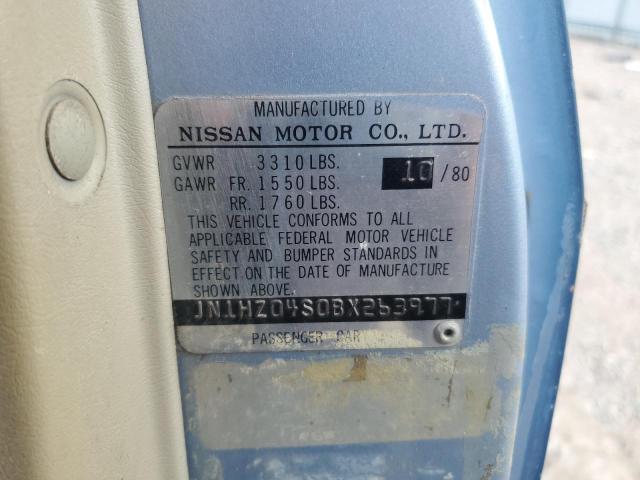 MANUFACTURED BY
NISSAN MOTOR CO., LTD.
GVWR 3310 LBS. 10/80
GAWR FR. 1550 LBS.
RR. 1760 LBS.
THIS VEHICLE CONFORMS TO ALL
APPLICABLE FEDERAL MOTOR VEHICLE
SAFETY AND BUMPER STANDARDS IN
EFFECT ON THE DATE OF MANUFACTURE
SHOWN ABOVE.
JN1HZ04S0BX263977
PASSENGER CAR